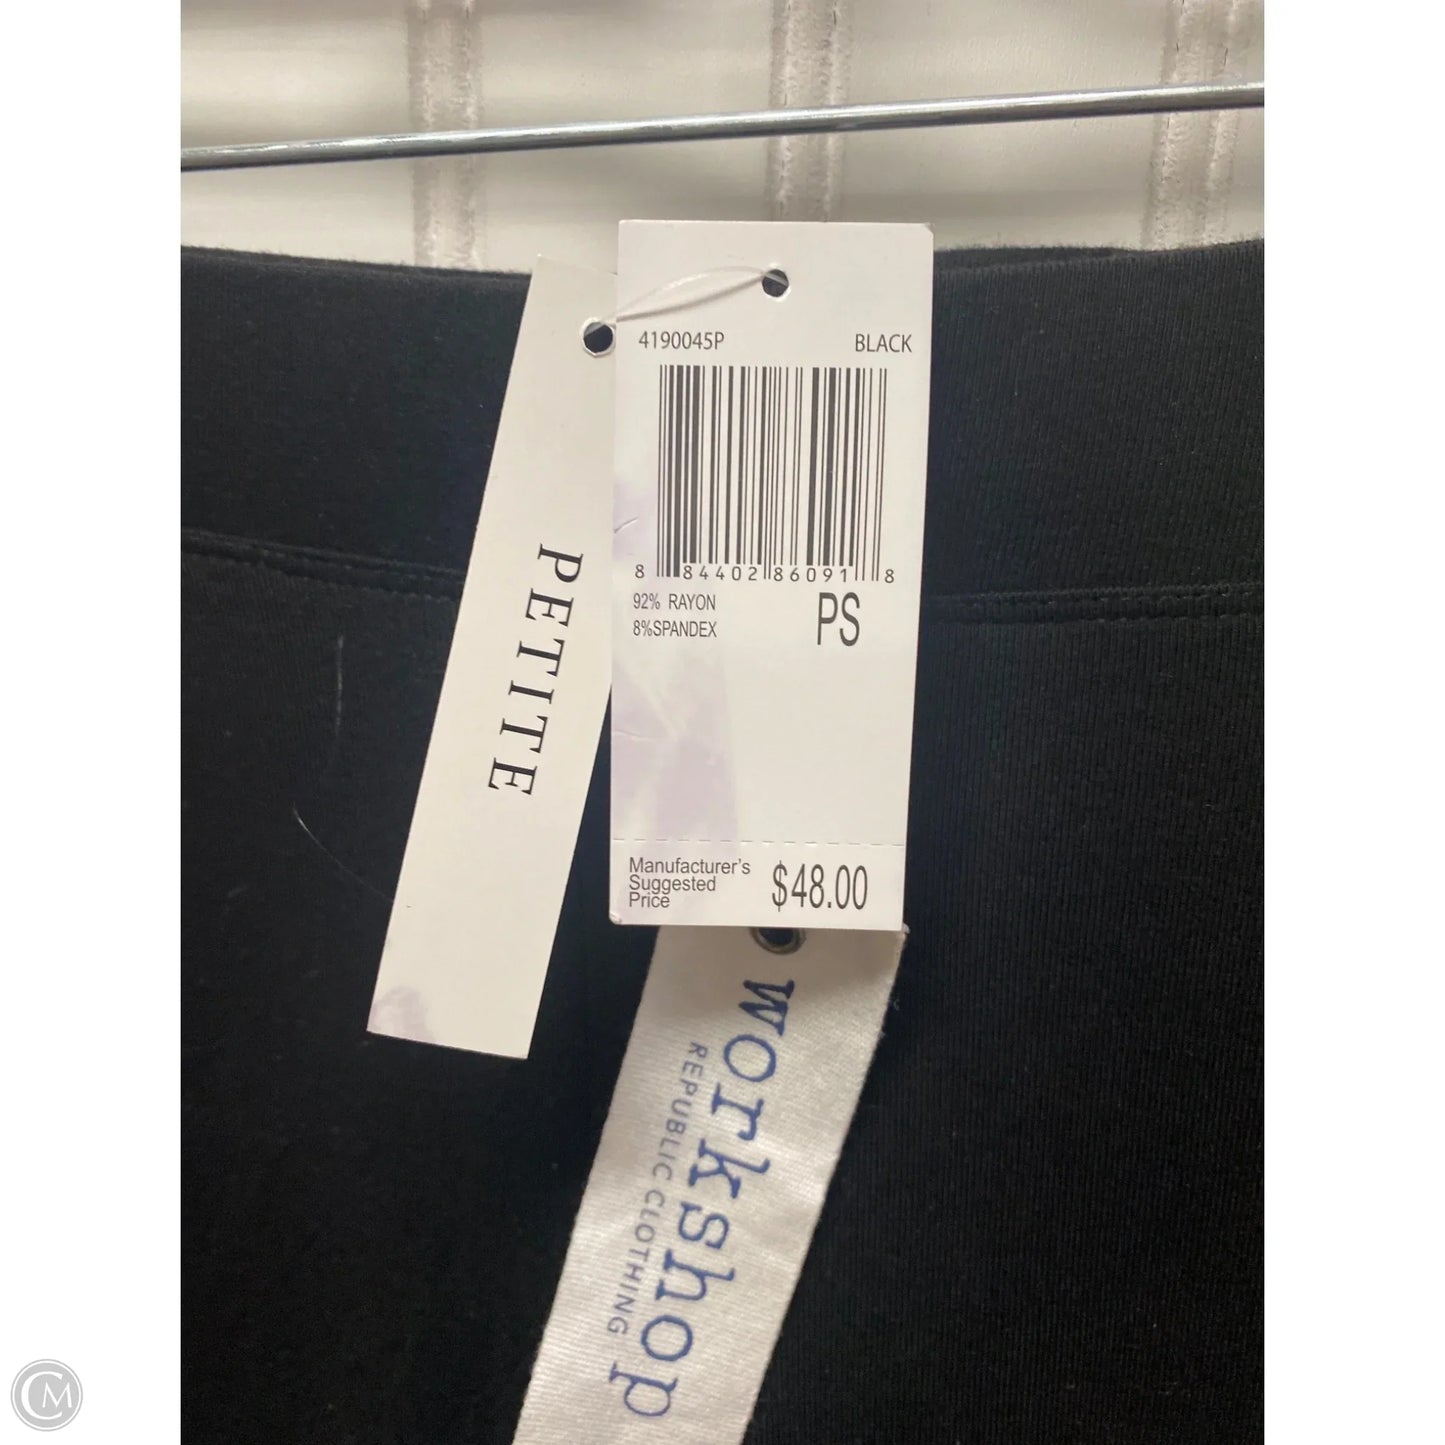 4190045P BLACK
8 84402 86091 8
92% RAYON
8%SPANDEX
PS
Manufacturer's
Suggested
Price
$48.00
PETITE
workshop
REPUBLIC CLOTHING
CM